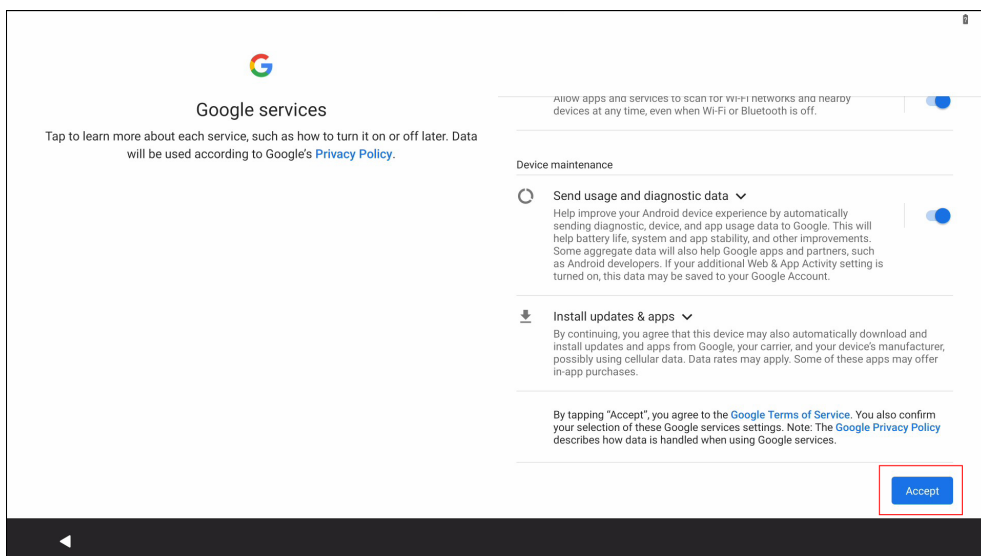 Google services
Tap to learn more about each service, such as how to turn it on or off later. Data
will be used according to Google's Privacy Policy.
Allow apps and services to scan for Wi-Fi networks and nearby
devices at any time, even when Wi-Fi or Bluetooth is off.
Device maintenance
Send usage and diagnostic data
Help improve your Android device experience by automatically
sending diagnostic, device, and app usage data to Google. This will
help battery life, system and app stability, and other improvements.
Some aggregate data will also help Google apps and partners, such
as Android developers. If your additional Web & App Activity setting is
turned on, this data may be saved to your Google Account.
Install updates & apps
By continuing, you agree that this device may also automatically download and
install updates and apps from Google, your carrier, and your device's manufacturer,
possibly using cellular data. Data rates may apply. Some of these apps may offer
in-app purchases.
By tapping “Accept”, you agree to the Google Terms of Service. You also confirm
your selection of these Google services settings. Note: The Google Privacy Policy
describes how data is handled when using Google services.
Accept